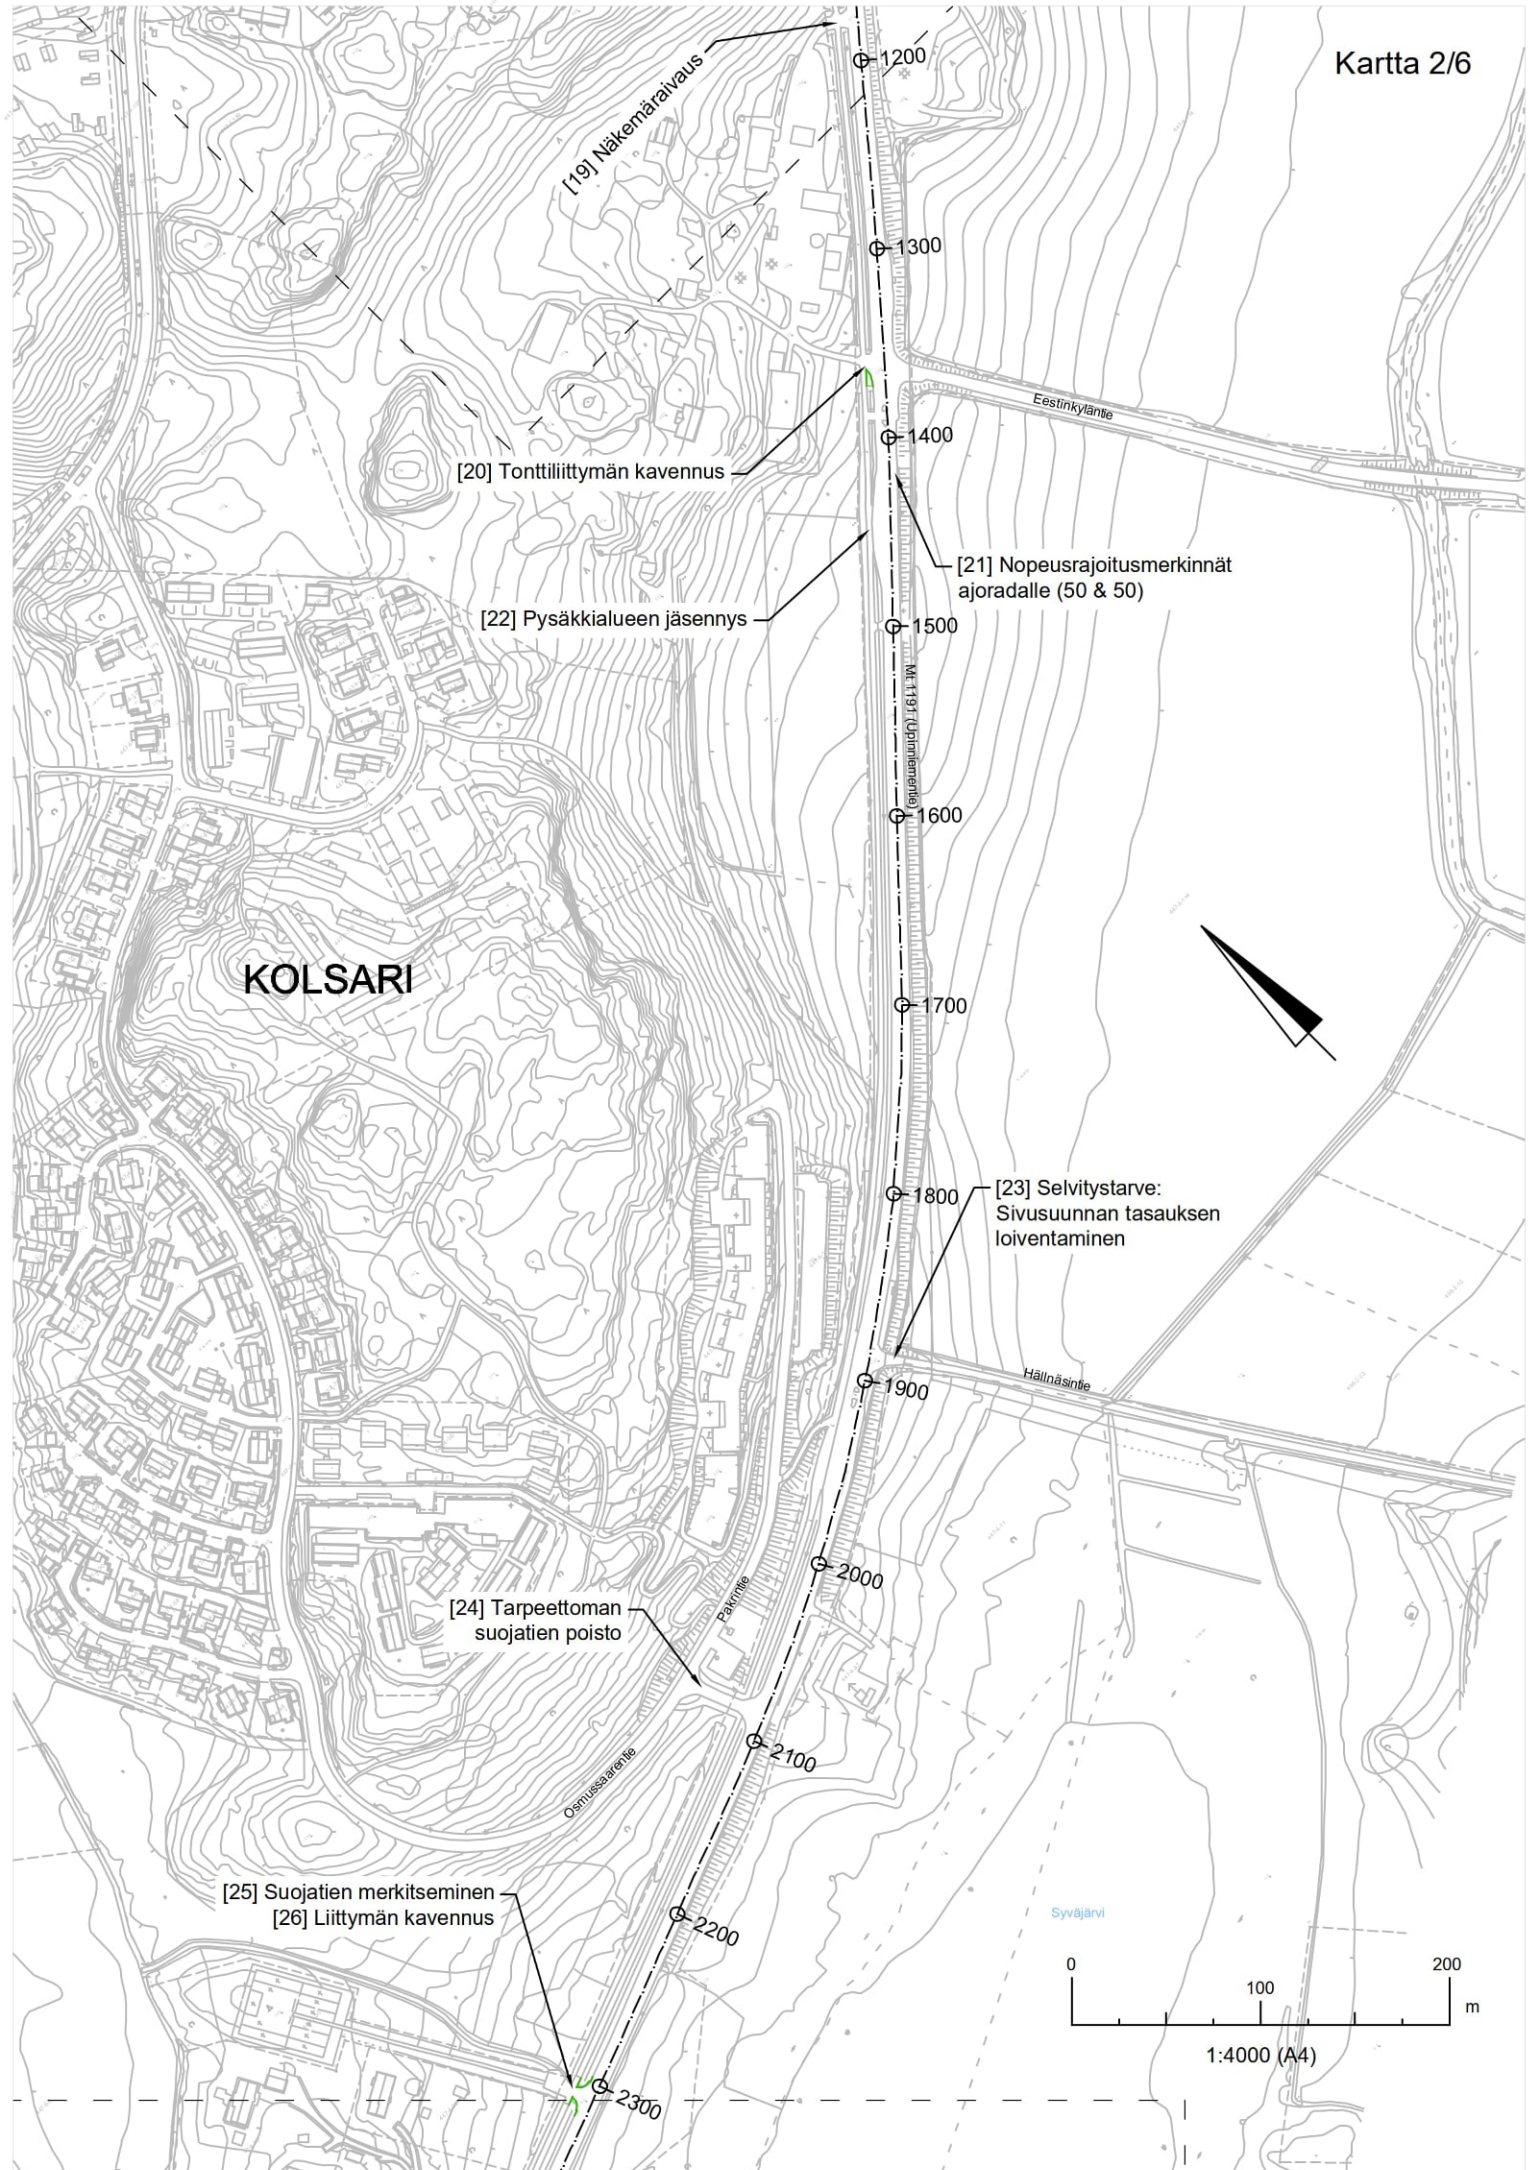 Kartta 2/6
1200
[19] Näkemäraivaus
1300
Eestinkyläntie
1400
[20] Tonttiliittymän kavennus
[21] Nopeusrajoitusmerkinnät
ajoradalle (50 & 50)
[22] Pysäkkialueen jäsennys
1500
Mt 1191 (Upinniementie)
1600
KOLSARI
1700
1800
[23] Selvitystarve:
Sivusuunnan tasauksen
loiventaminen
Hällnäsintie
1900
2000
Pakrintie
[24] Tarpeettoman
suojatien poisto
2100
Osmussaarentie
[25] Suojatien merkitseminen
[26] Liittymän kavennus
2200
Syväjärvi
0
100
200
m
1:4000 (A4)
2300